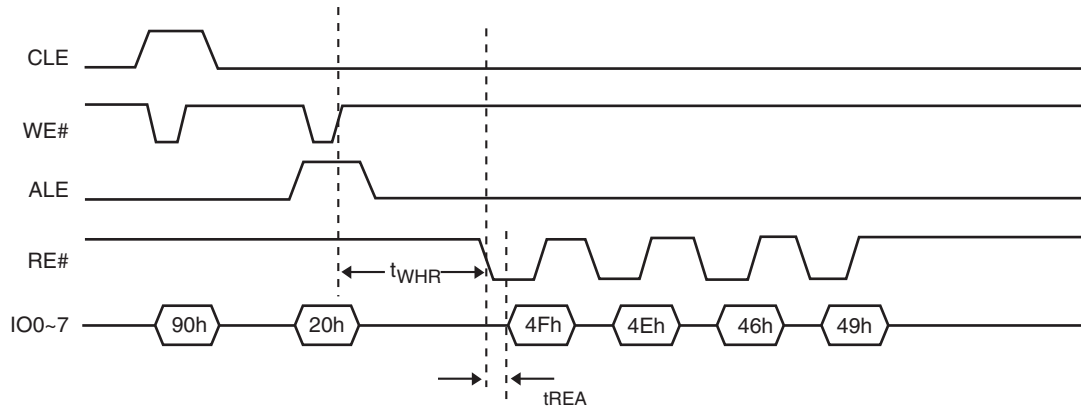 CLE
WE#
ALE
RE#
tWHR
IO0~7 90h 20h 4Fh 4Eh 46h 49h
tREA